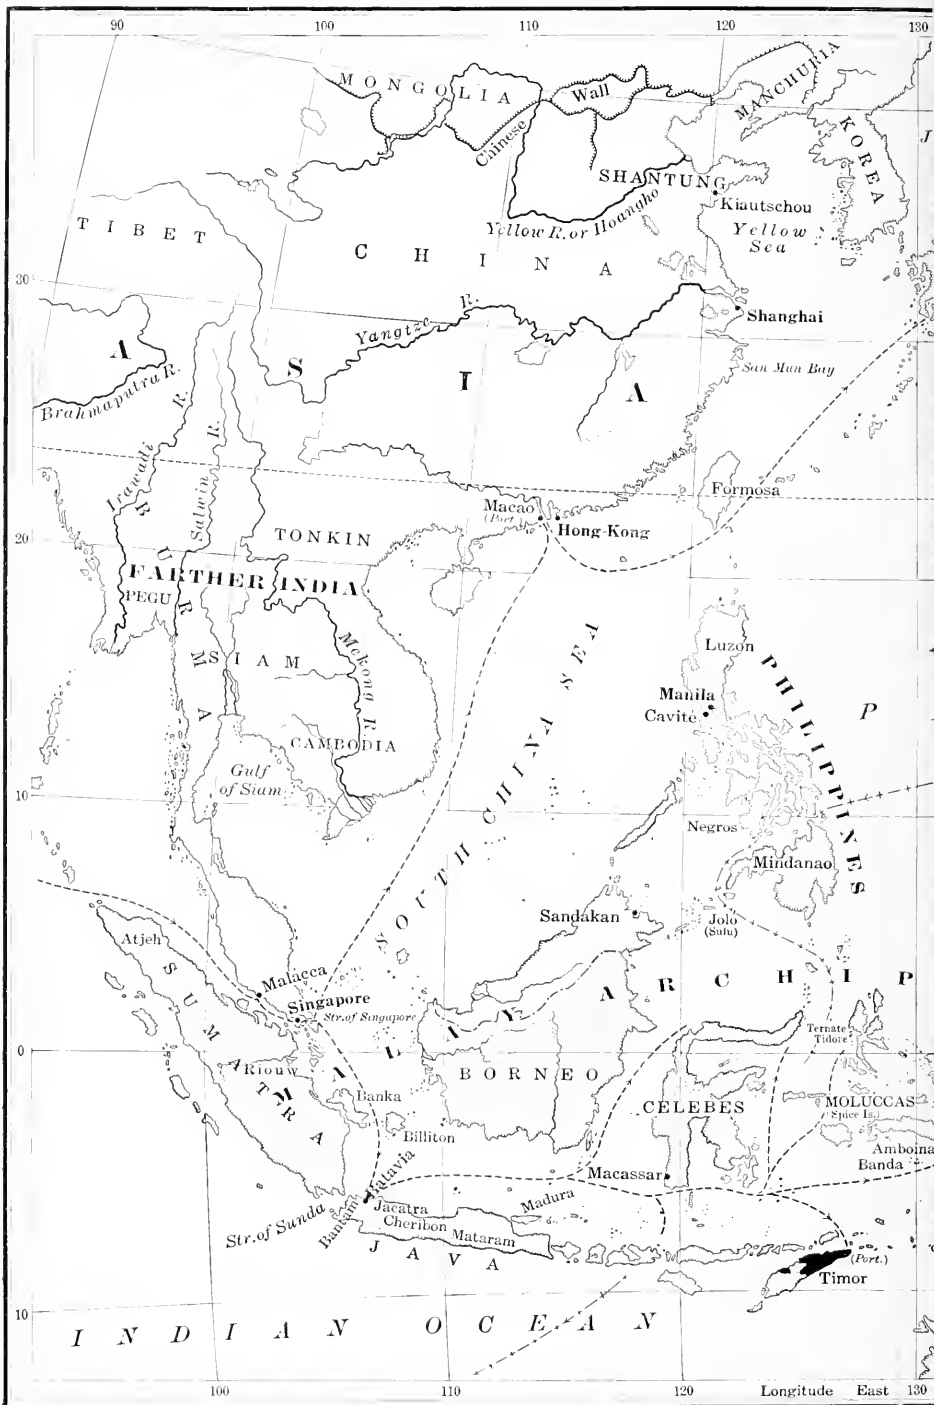 90
100
110
120
130
MONGOLIA
Chinese
Wall
MANCHURIA
KOREA
J
SHANTUNG
Kiautschou
Yellow R. or Hoangho
Yellow
Sea
TIBET
CHINA
30
Yangtze R.
Shanghai
ASIA
San Mun Bay
Brahmaputra R.
Irawadi R.
Salwin R.
Formosa
Macao
(Port.
Hong-Kong
TONKIN
20
BURMA
FARTHER INDIA
PEGU
SIAM
Mekong R.
Luzon
PHILIPPINES
Manila
Cavité
P
CAMBODIA
Gulf
of Siam
SOUTH CHINA SEA
10
Negros
Mindanao
Sandakan
Jolo
(Sulu)
Atjeh
SUMATRA
Malacca
Singapore
Str. of Singapore
MALAY ARCHIP
Ternate
Tidore
0
Riouw
BORNEO
Banka
CELEBES
MOLUCCAS
Spice Is.)
Billiton
Amboina
Banda
Macassar
Batavia
Str. of Sunda
Bantam
Jacatra
Cheribon
Mataram
Madura
JAVA
(Port.)
Timor
10
INDIAN OCEAN
100
110
120
Longitude East 130